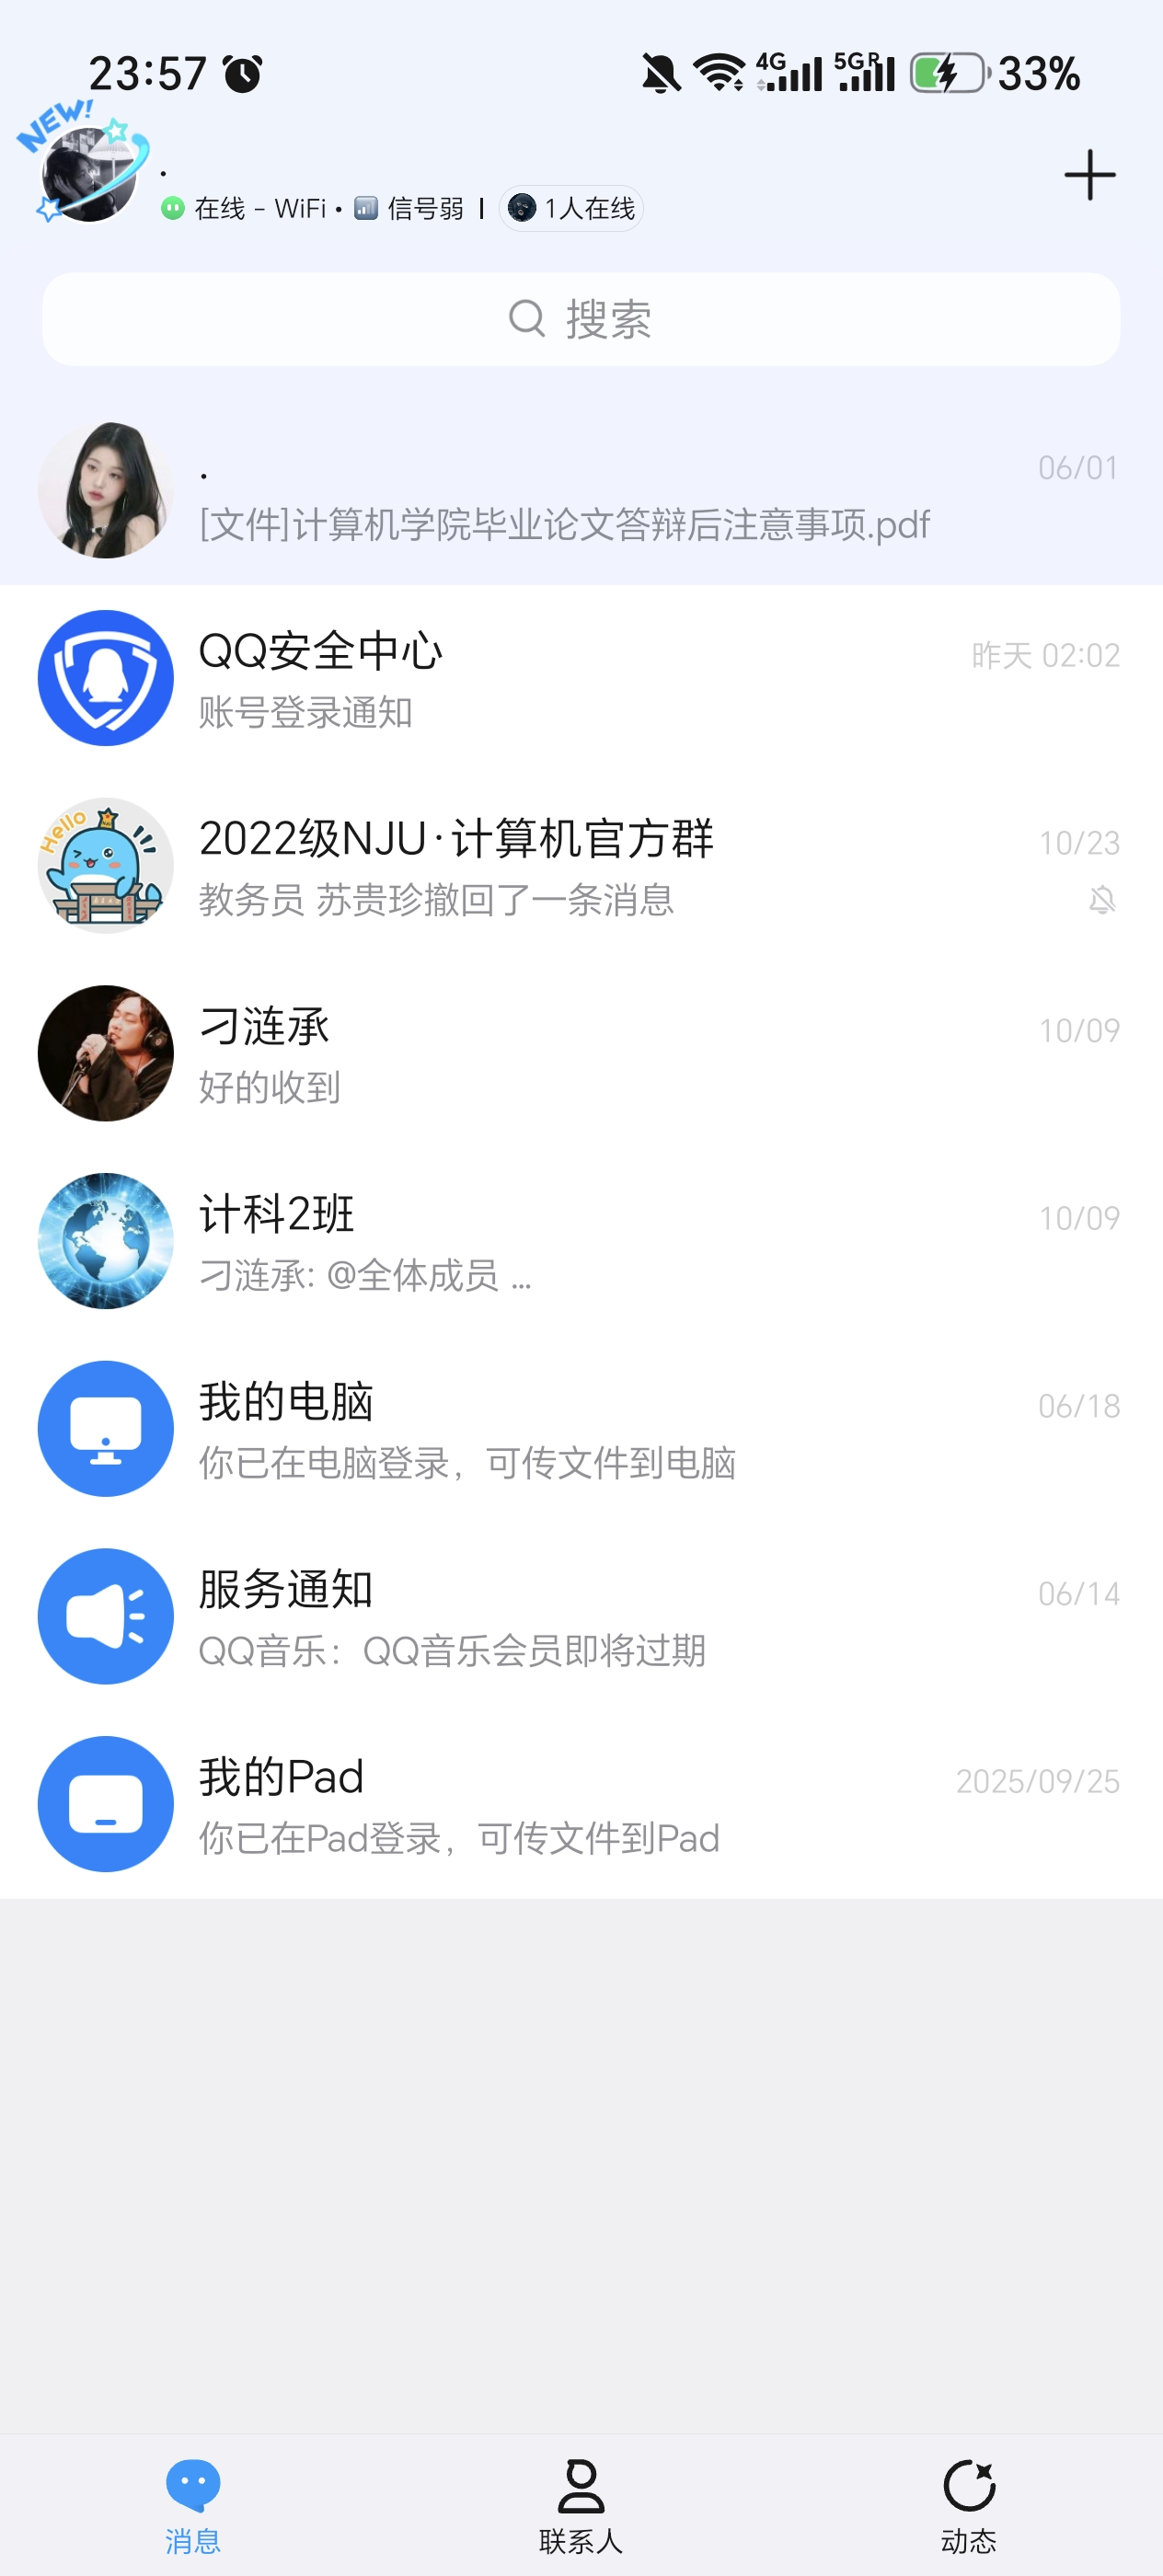 23:57
4G
5G R
33%
NEW!
.
在线 - WiFi • 信号弱 | 1人在线
搜索
.
06/01
[文件]计算机学院毕业论文答辩后注意事项.pdf
QQ安全中心
昨天 02:02
账号登录通知
Hello
2022级NJU·计算机官方群
10/23
教务员 苏贵珍撤回了一条消息
刁涟承
10/09
好的收到
计科2班
10/09
刁涟承: @全体成员 ...
我的电脑
06/18
你已在电脑登录，可传文件到电脑
服务通知
06/14
QQ音乐：QQ音乐会员即将过期
我的Pad
2025/09/25
你已在Pad登录，可传文件到Pad
消息
联系人
动态